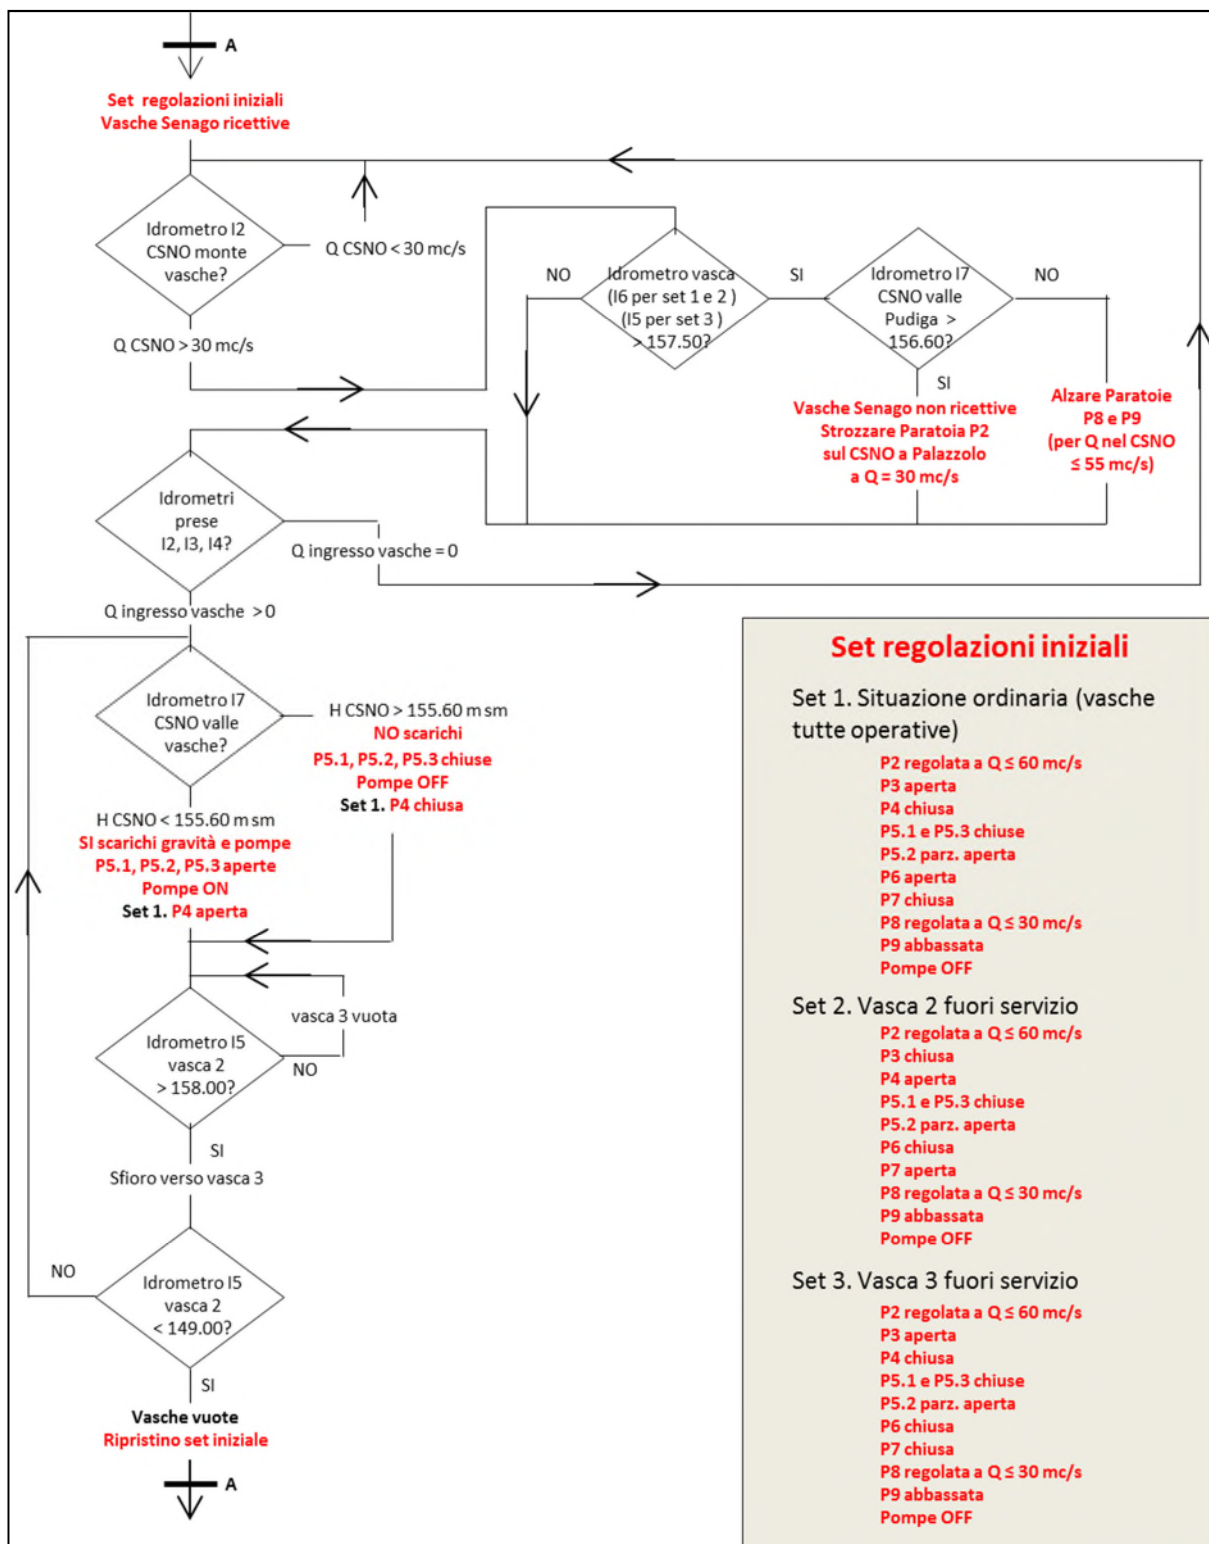 A
Set regolazioni iniziali
Vasche Senago ricettive
Idrometro I2
CSNO monte
vasche?
Q CSNO < 30 mc/s
Q CSNO > 30 mc/s
NO
Idrometro vasca
(I6 per set 1 e 2 )
(I5 per set 3 )
> 157.50?
SI
Idrometro I7
CSNO valle
Pudiga >
156.60?
NO
SI
Vasche Senago non ricettive
Strozzare Paratoia P2
sul CSNO a Palazzolo
a Q = 30 mc/s
Alzare Paratoie
P8 e P9
(per Q nel CSNO
≤ 55 mc/s)
Idrometri
prese
I2, I3, I4?
Q ingresso vasche = 0
Q ingresso vasche >0
Idrometro I7
CSNO valle
vasche?
H CSNO > 155.60 m sm
NO scarichi
P5.1, P5.2, P5.3 chiuse
Pompe OFF
Set 1. P4 chiusa
H CSNO < 155.60 m sm
SI scarichi gravità e pompe
P5.1, P5.2, P5.3 aperte
Pompe ON
Set 1. P4 aperta
vasca 3 vuota
Idrometro I5
vasca 2
> 158.00?
NO
SI
Sfioro verso vasca 3
NO
Idrometro I5
vasca 2
< 149.00?
SI
Vasche vuote
Ripristino set iniziale
A
Set regolazioni iniziali
Set 1. Situazione ordinaria (vasche
tutte operative)
P2 regolata a Q ≤ 60 mc/s
P3 aperta
P4 chiusa
P5.1 e P5.3 chiuse
P5.2 parz. aperta
P6 aperta
P7 chiusa
P8 regolata a Q ≤ 30 mc/s
P9 abbassata
Pompe OFF
Set 2. Vasca 2 fuori servizio
P2 regolata a Q ≤ 60 mc/s
P3 chiusa
P4 aperta
P5.1 e P5.3 chiuse
P5.2 parz. aperta
P6 chiusa
P7 aperta
P8 regolata a Q ≤ 30 mc/s
P9 abbassata
Pompe OFF
Set 3. Vasca 3 fuori servizio
P2 regolata a Q ≤ 60 mc/s
P3 aperta
P4 chiusa
P5.1 e P5.3 chiuse
P5.2 parz. aperta
P6 chiusa
P7 chiusa
P8 regolata a Q ≤ 30 mc/s
P9 abbassata
Pompe OFF